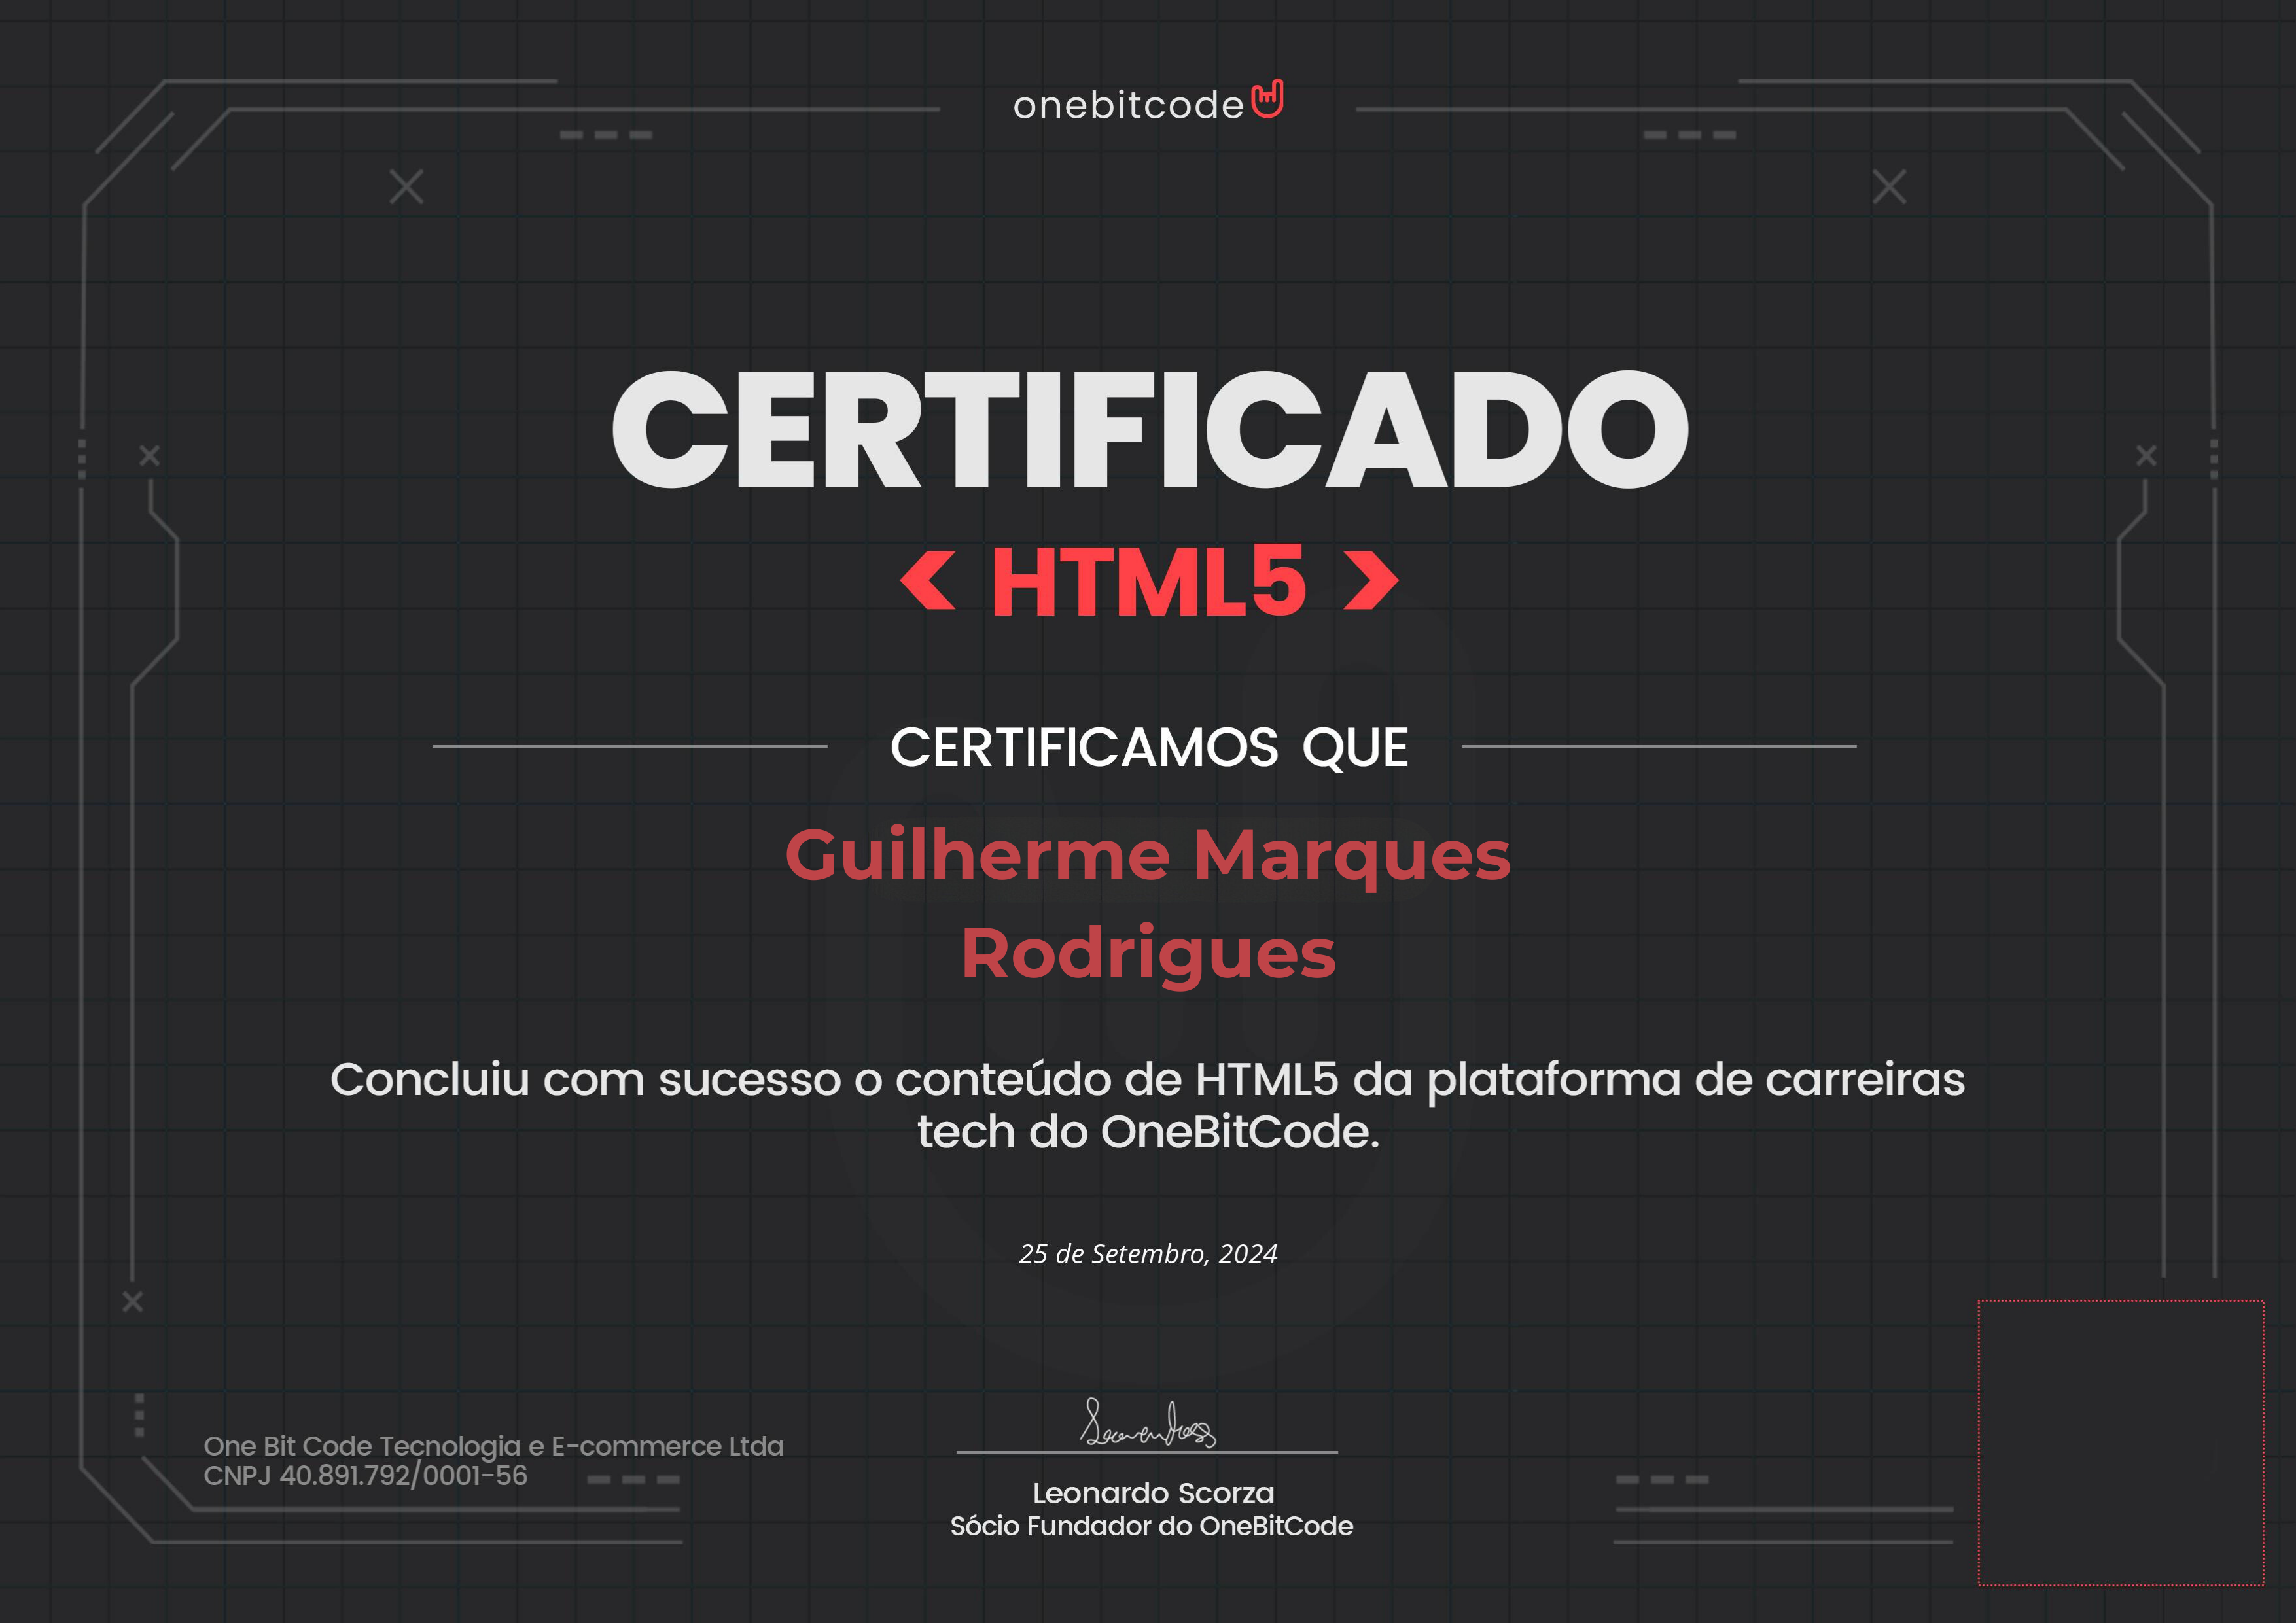 onebitcode
CERTIFICADO
< HTML5 >
CERTIFICAMOS QUE
Guilherme Marques
Rodrigues
Concluiu com sucesso o conteúdo de HTML5 da plataforma de carreiras
tech do OneBitCode.
25 de Setembro, 2024
One Bit Code Tecnologia e E-commerce Ltda
CNPJ 40.891.792/0001-56
Leonardo Scorza
Sócio Fundador do OneBitCode